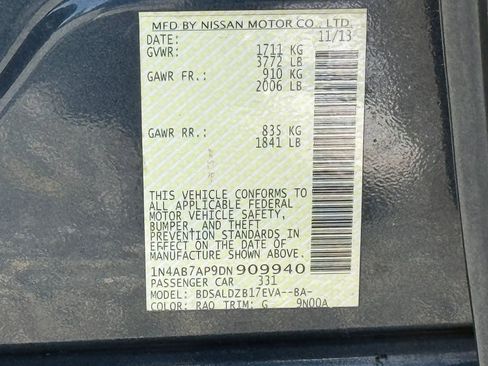 MFD BY NISSAN MOTOR CO., LTD.
DATE: 11/13
GVWR: 1711 KG
3772 LB
GAWR FR.: 910 KG
2006 LB
GAWR RR.: 835 KG
1841 LB
THIS VEHICLE CONFORMS TO
ALL APPLICABLE FEDERAL
MOTOR VEHICLE SAFETY,
BUMPER, AND THEFT
PREVENTION STANDARDS IN
EFFECT ON THE DATE OF
MANUFACTURE SHOWN ABOVE.
1N4AB7AP9DN 909940
PASSENGER CAR 331
MODEL: BDSALDZB17EVA--BA-
COLOR: RAQ TRIM: G 9N00A